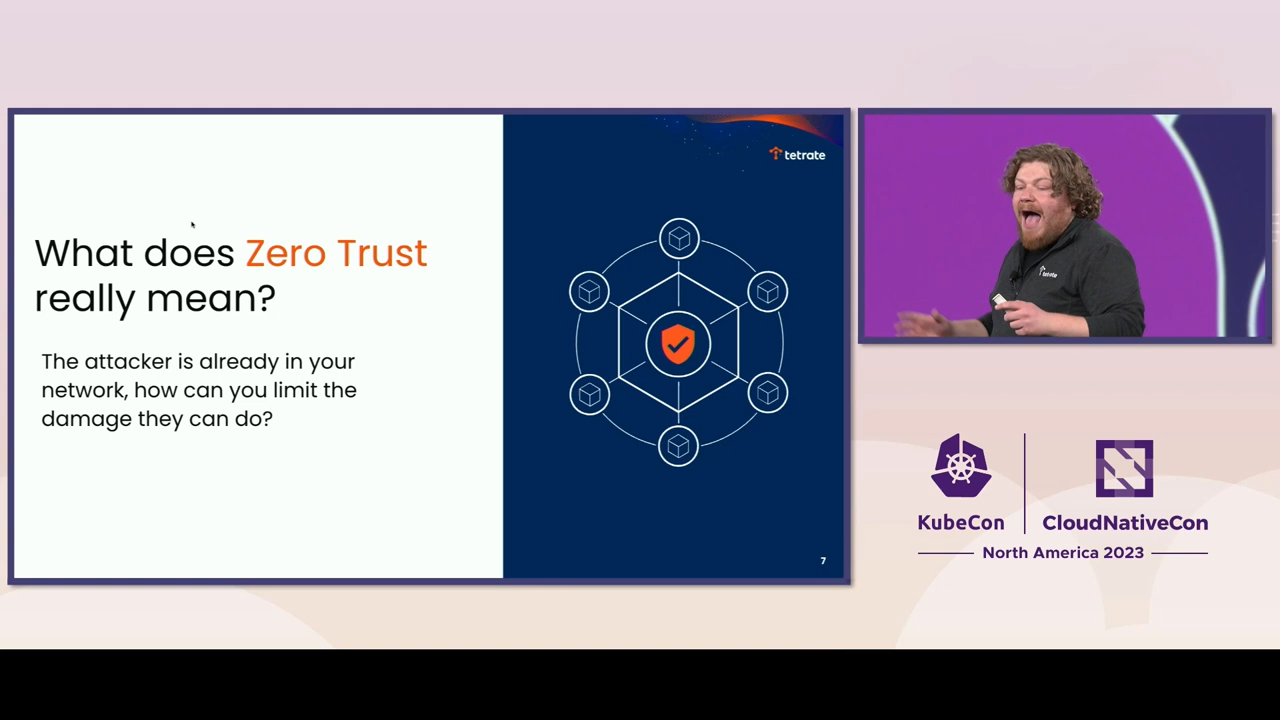 tetrate
What does Zero Trust
really mean?
The attacker is already in your
network, how can you limit the
damage they can do?
7
tetrate
KubeCon
CloudNativeCon
North America 2023